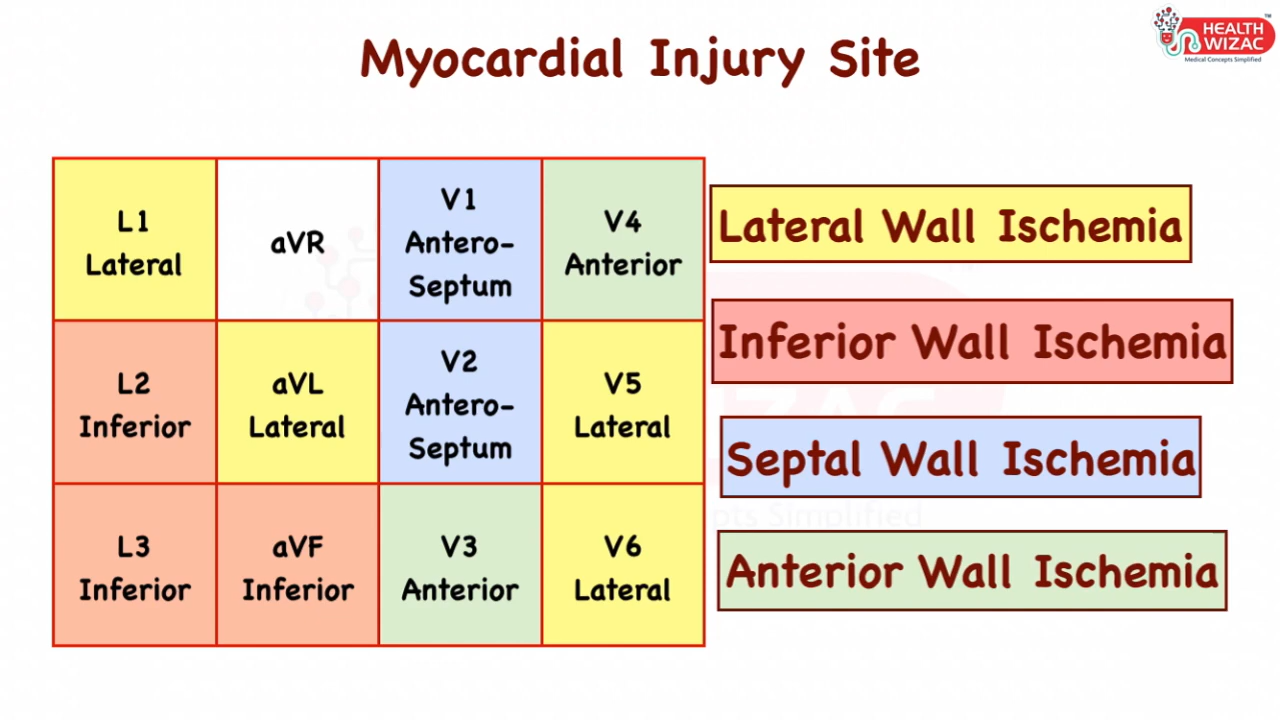 HEALTH
WIZAC
TM
Medical Concepts Simplified
Myocardial Injury Site
L1
Lateral
aVR
V1
Antero-
Septum
V4
Anterior
L2
Inferior
aVL
Lateral
V2
Antero-
Septum
V5
Lateral
L3
Inferior
aVF
Inferior
V3
Anterior
V6
Lateral
Lateral Wall Ischemia
Inferior Wall Ischemia
Septal Wall Ischemia
Anterior Wall Ischemia